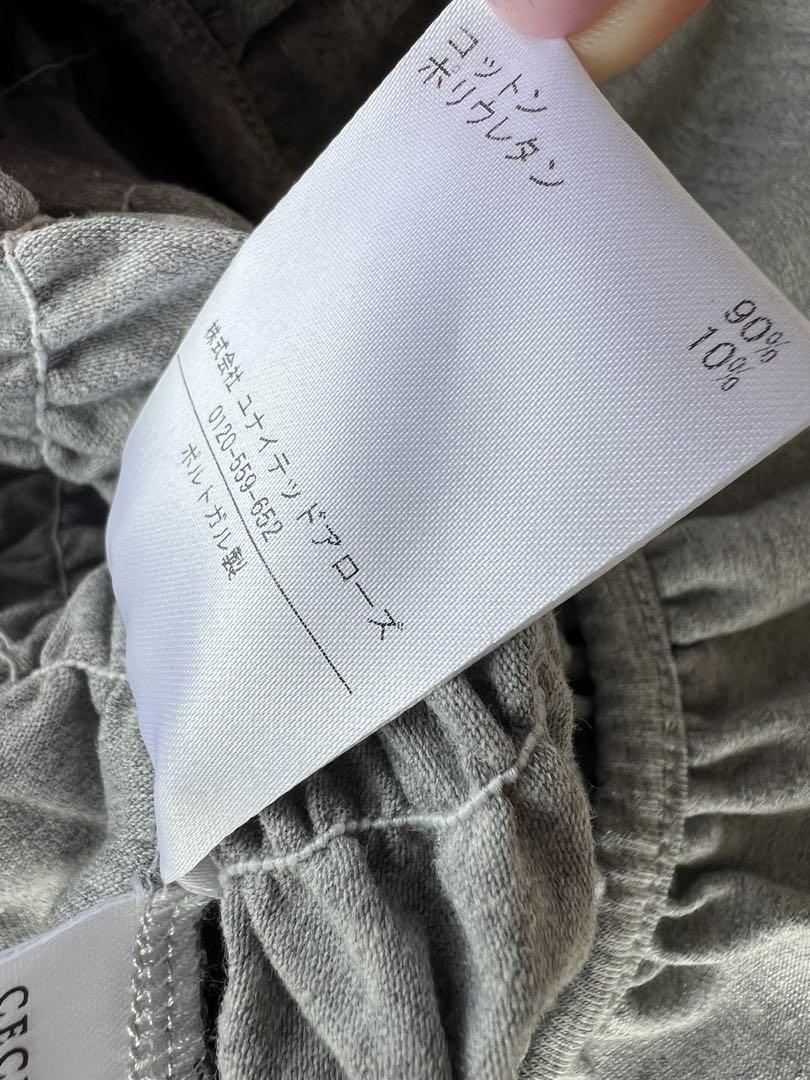 コットン 90%
ポリウレタン 10%
株式会社 ユナイテッドアローズ
0120-559-652
ポルトガル製